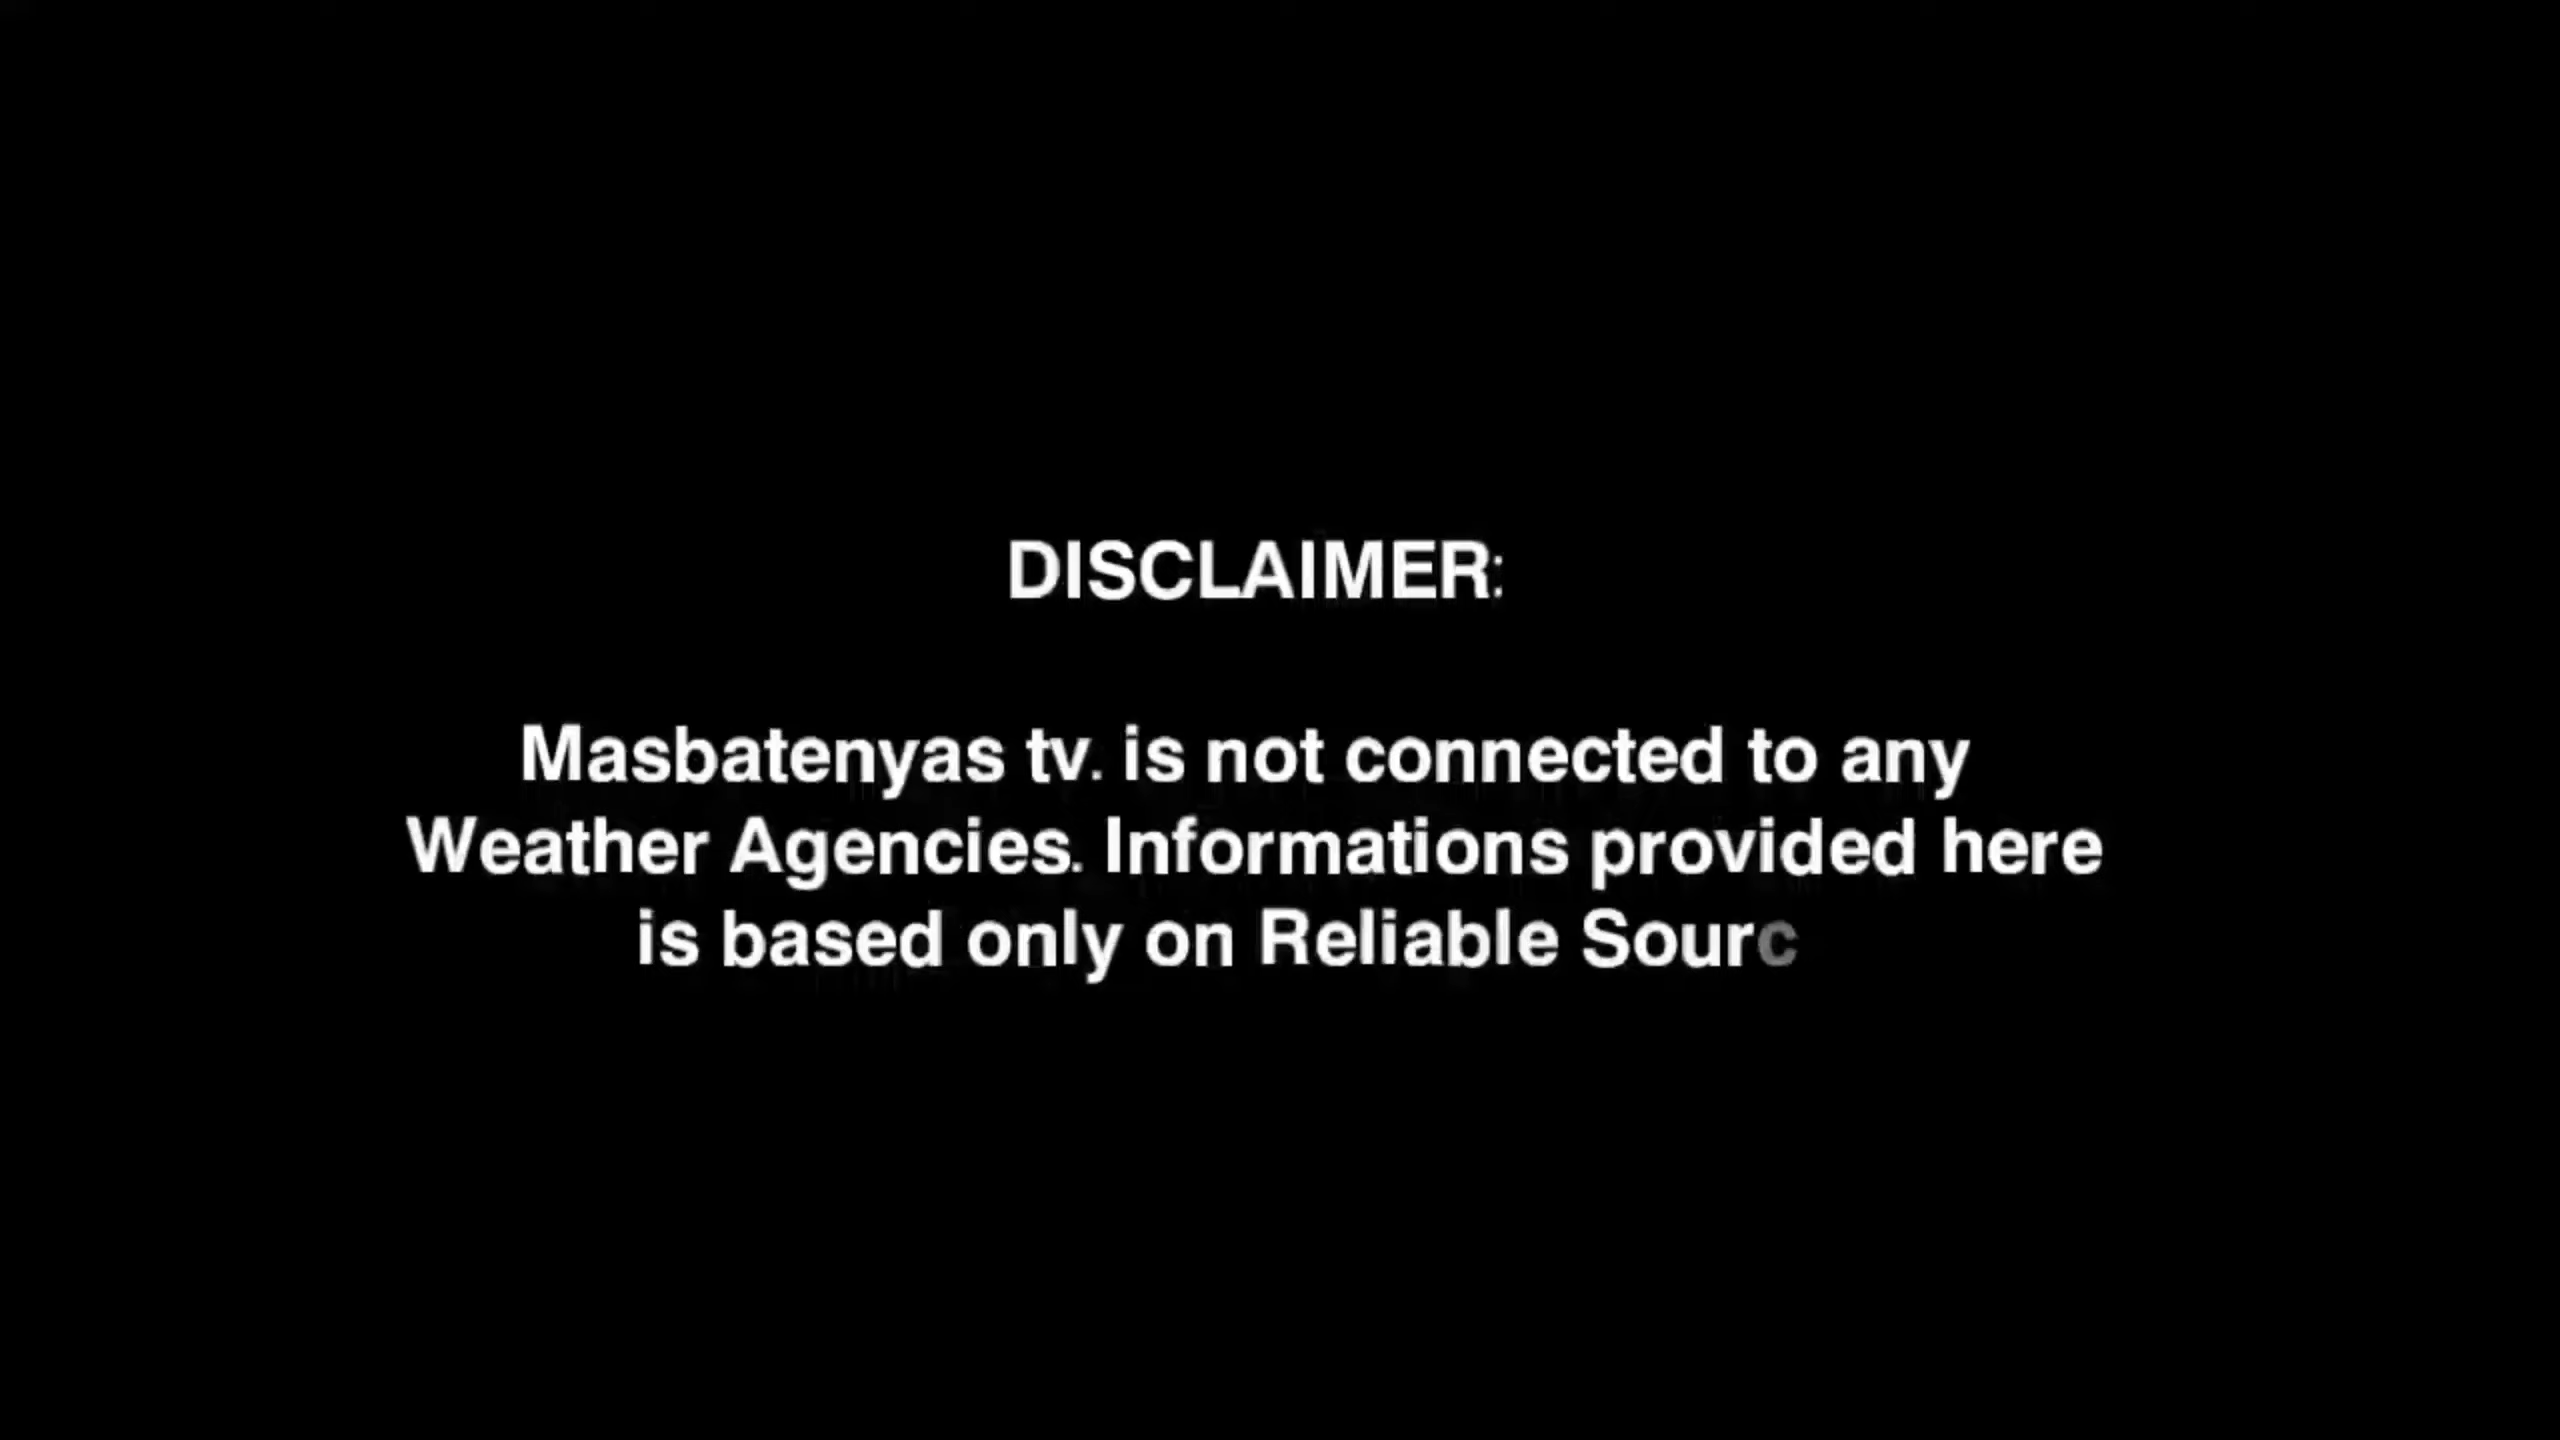 DISCLAIMER:
Masbatenyas tv. is not connected to any
Weather Agencies. Informations provided here
is based only on Reliable Sourc